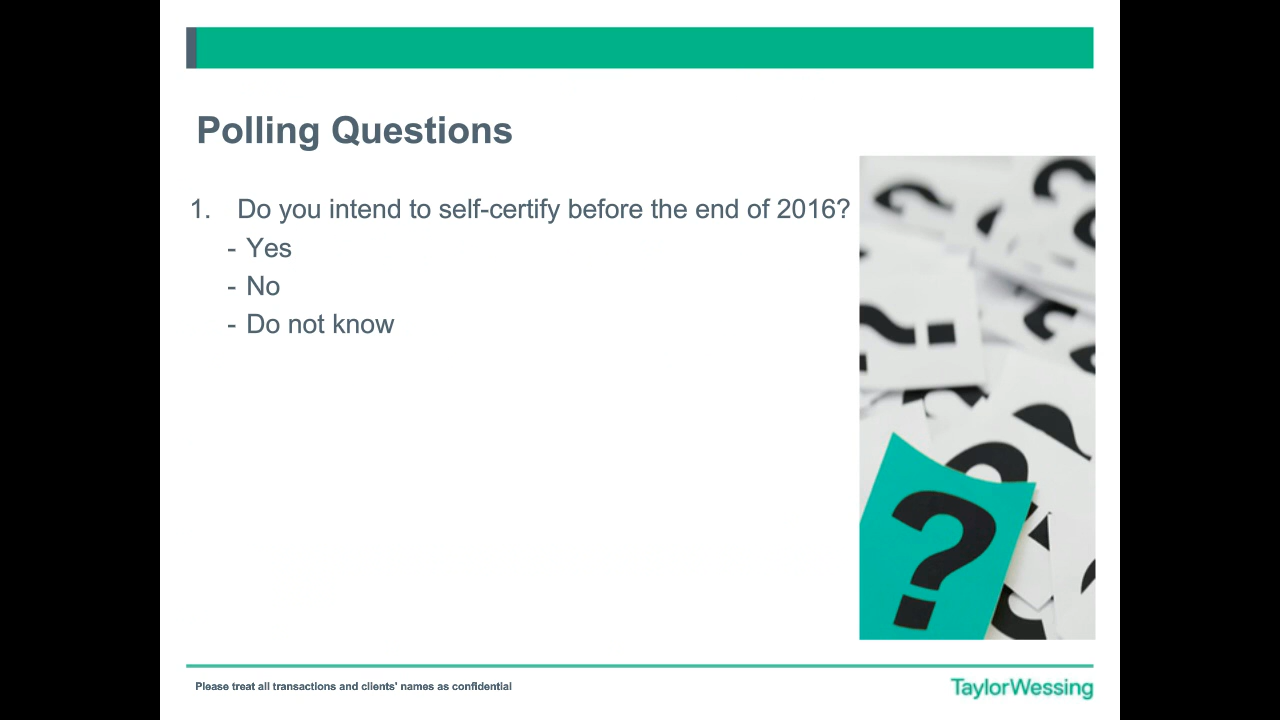 Polling Questions
1. Do you intend to self-certify before the end of 2016?
- Yes
- No
- Do not know
?
Please treat all transactions and clients' names as confidential
TaylorWessing